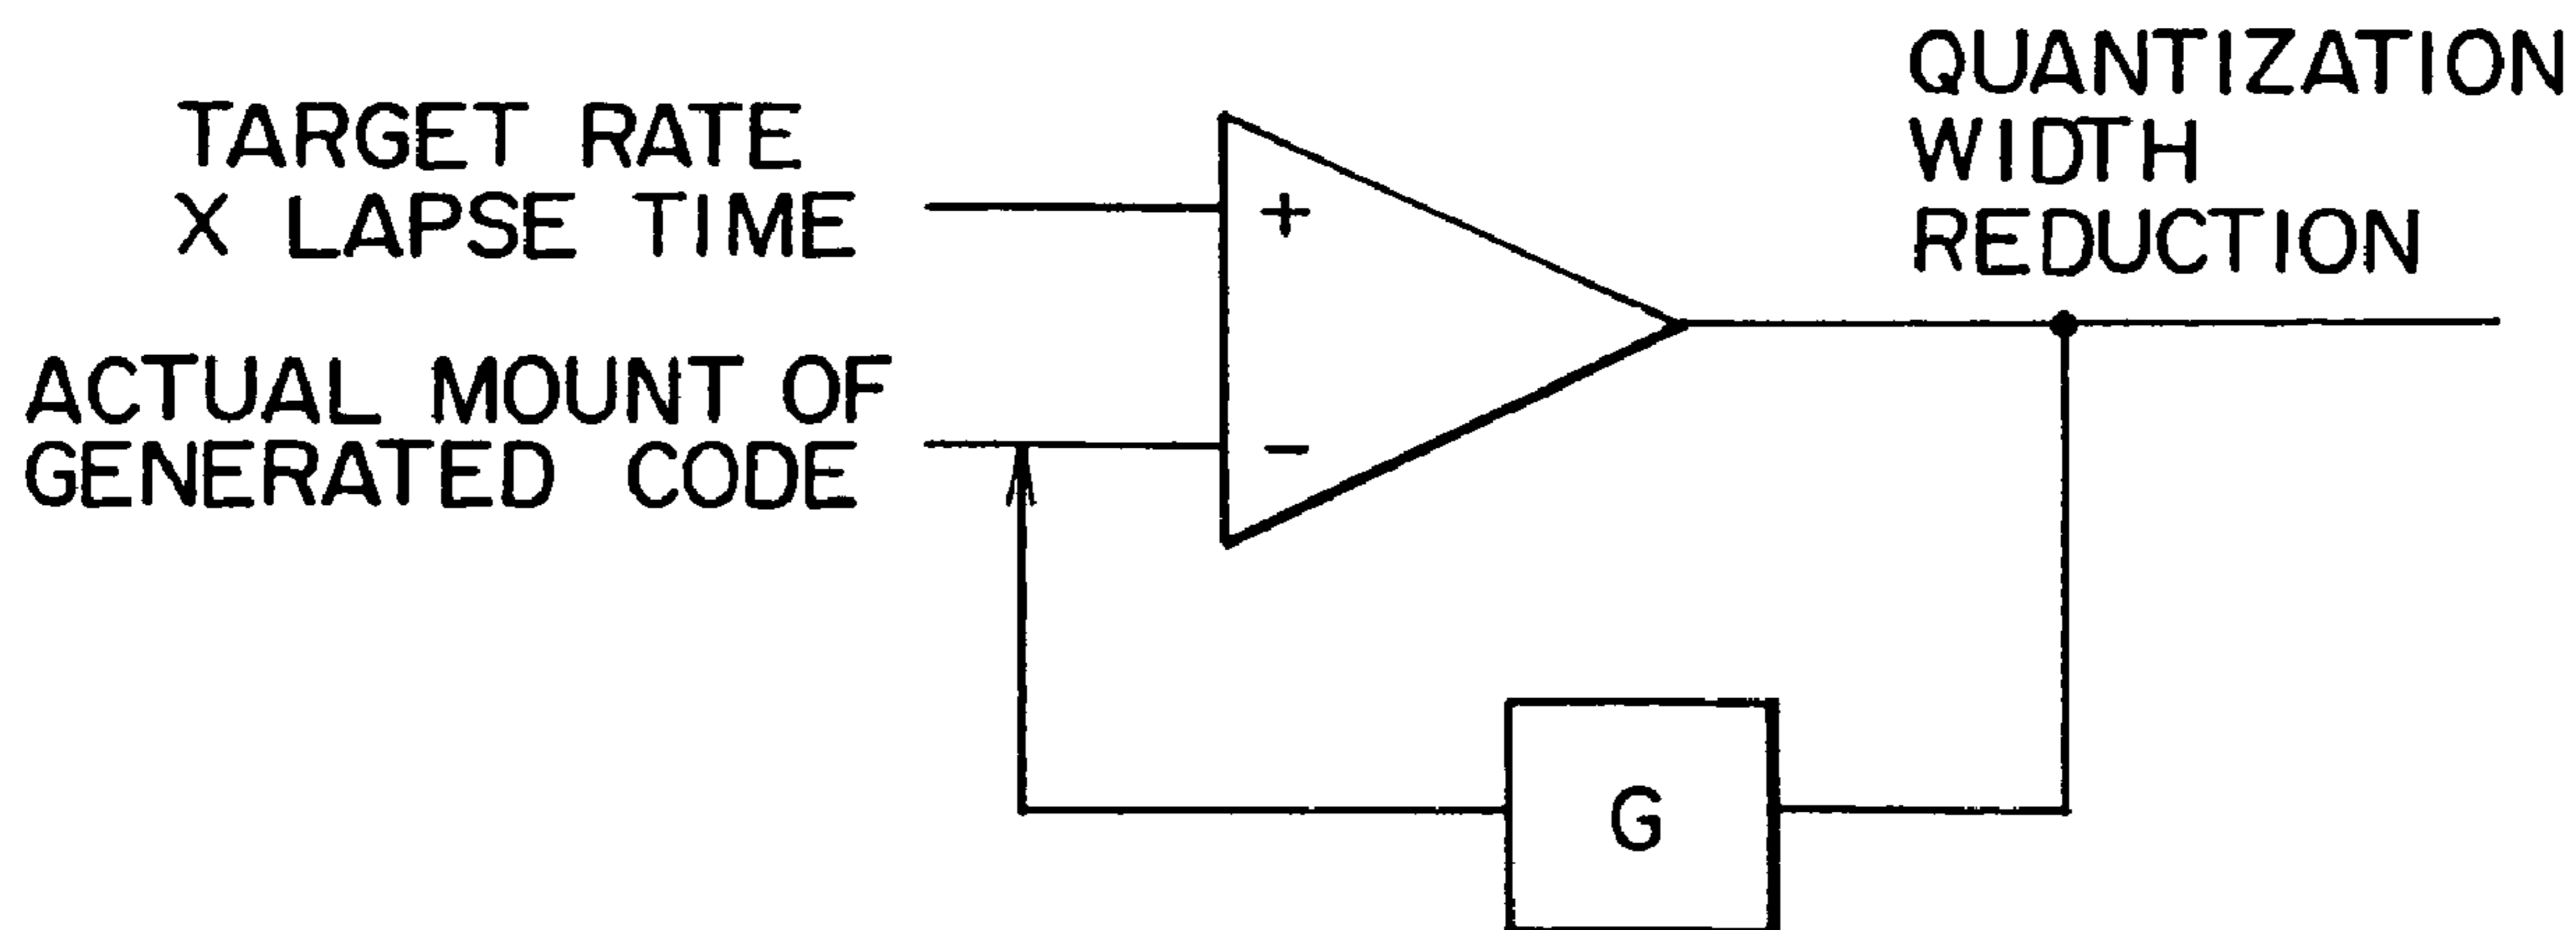 TARGET RATE
X LAPSE TIME
ACTUAL MOUNT OF
GENERATED CODE
+
-
QUANTIZATION
WIDTH
REDUCTION
G